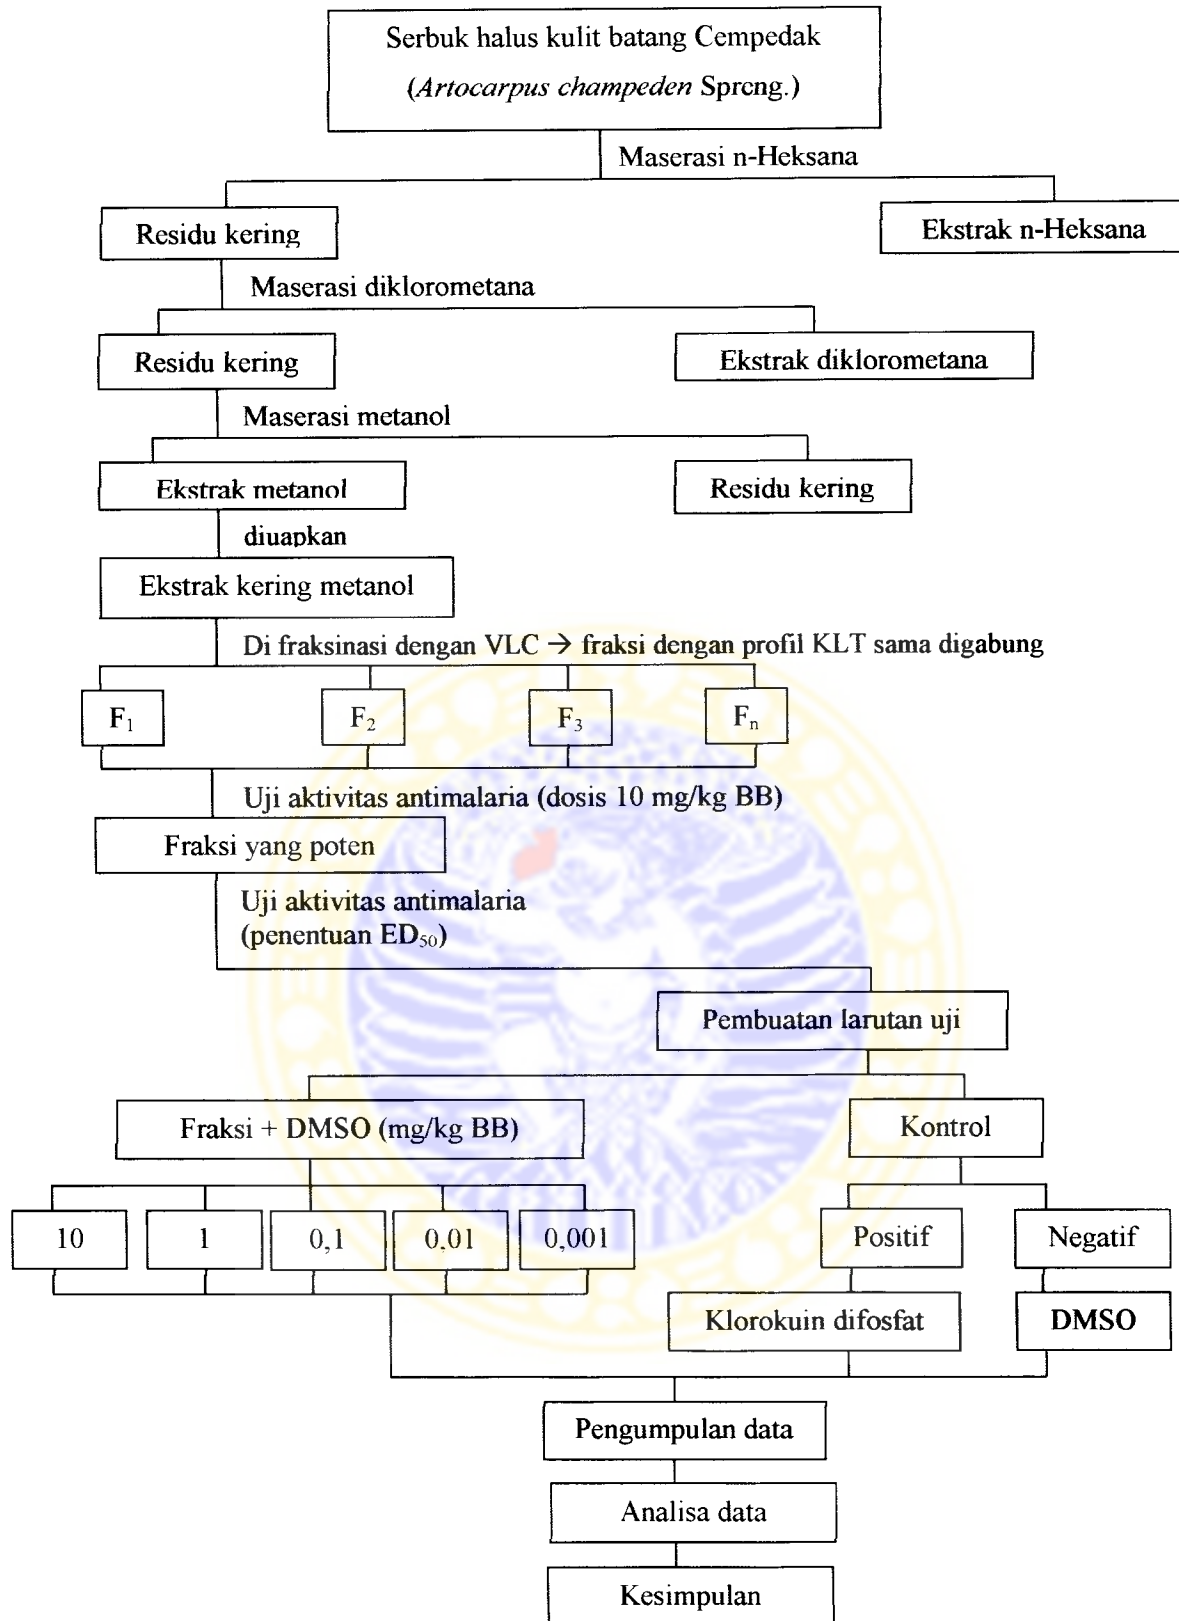 Serbuk halus kulit batang Cempedak
(Artocarpus champeden Spreng.)
Maserasi n-Heksana
Residu kering
Ekstrak n-Heksana
Maserasi diklorometana
Residu kering
Ekstrak diklorometana
Maserasi metanol
Ekstrak metanol
Residu kering
diuapkan
Ekstrak kering metanol
Di fraksinasi dengan VLC → fraksi dengan profil KLT sama digabung
F₁
F₂
F₃
Fₙ
Uji aktivitas antimalaria (dosis 10 mg/kg BB)
Fraksi yang poten
Uji aktivitas antimalaria
(penentuan ED₅₀)
Pembuatan larutan uji
Fraksi + DMSO (mg/kg BB)
Kontrol
10
1
0,1
0,01
0,001
Positif
Negatif
Klorokuin difosfat
DMSO
Pengumpulan data
Analisa data
Kesimpulan